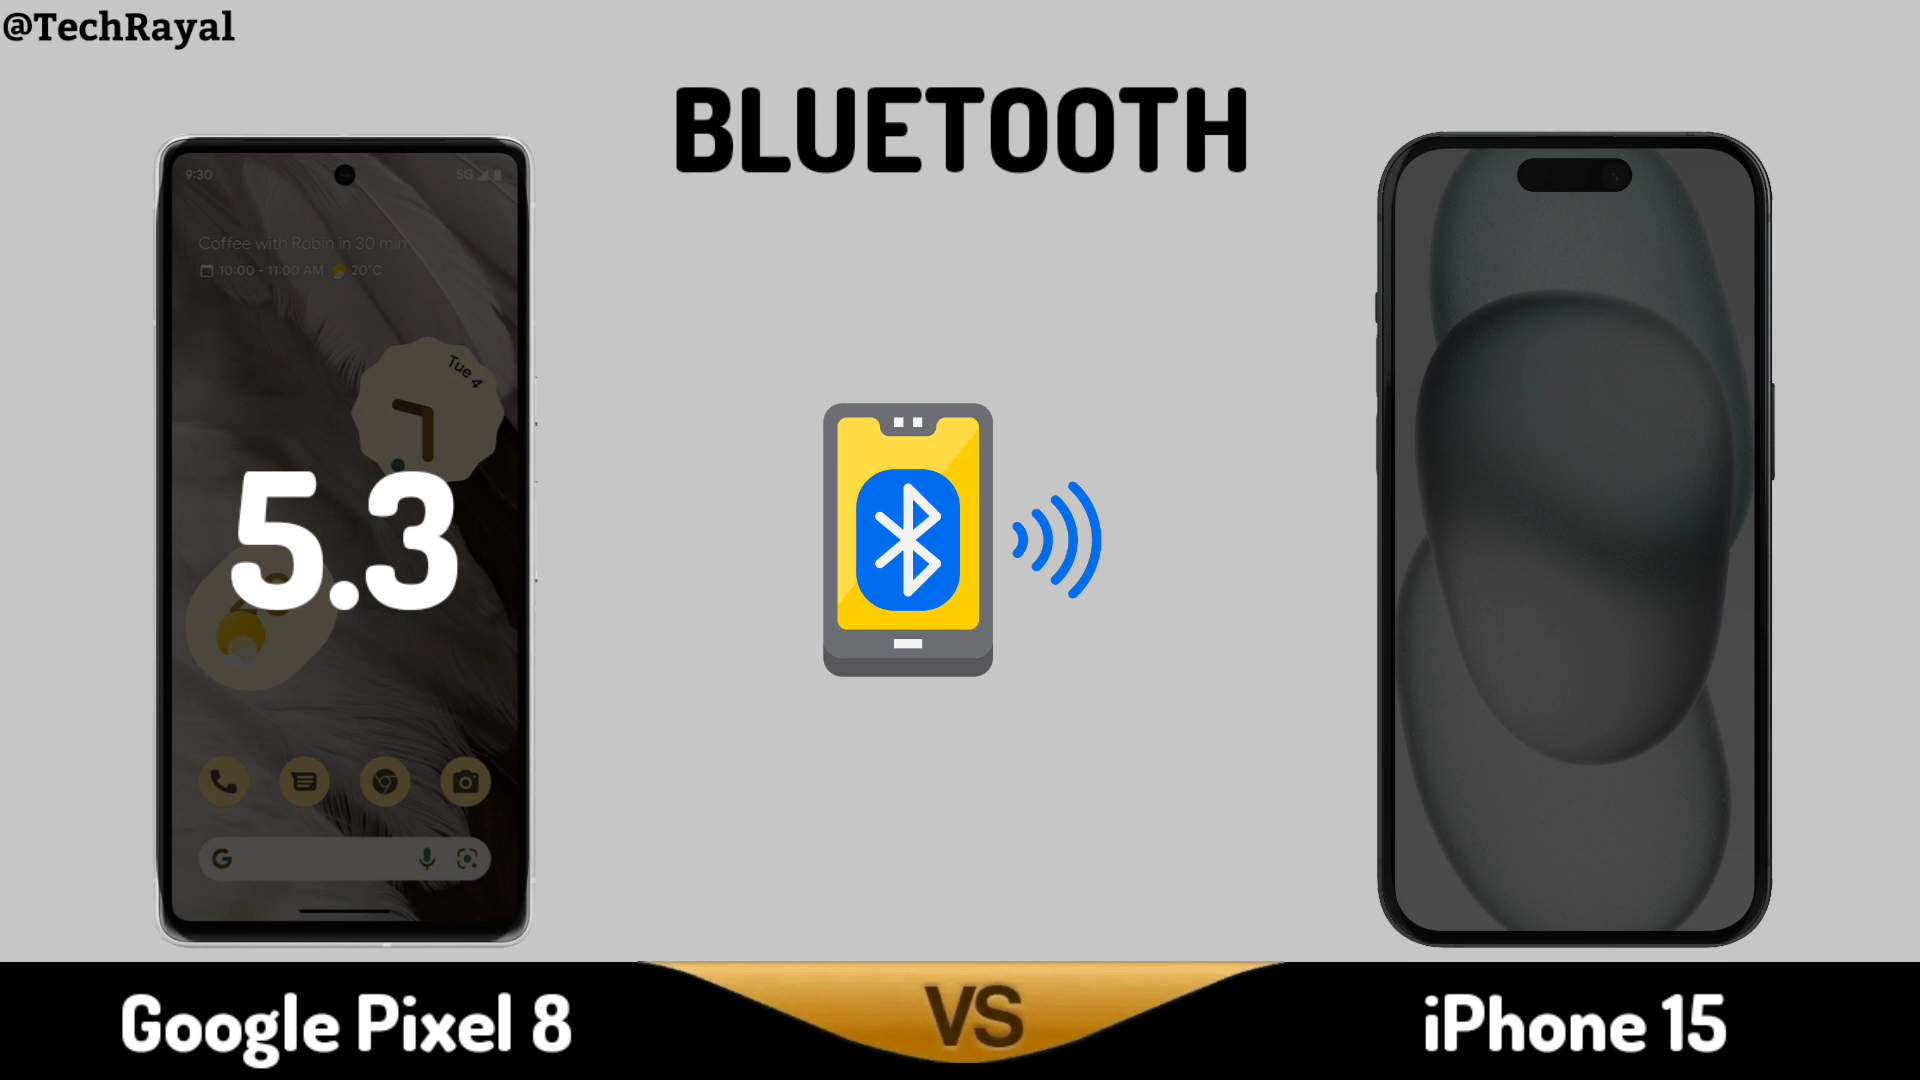 @TechRayal
BLUETOOTH
9:30
5G
Coffee with Robin in 30 min
10:00 - 11:00 AM 20°C
Tue 4
5.3
G
Google Pixel 8
VS
iPhone 15